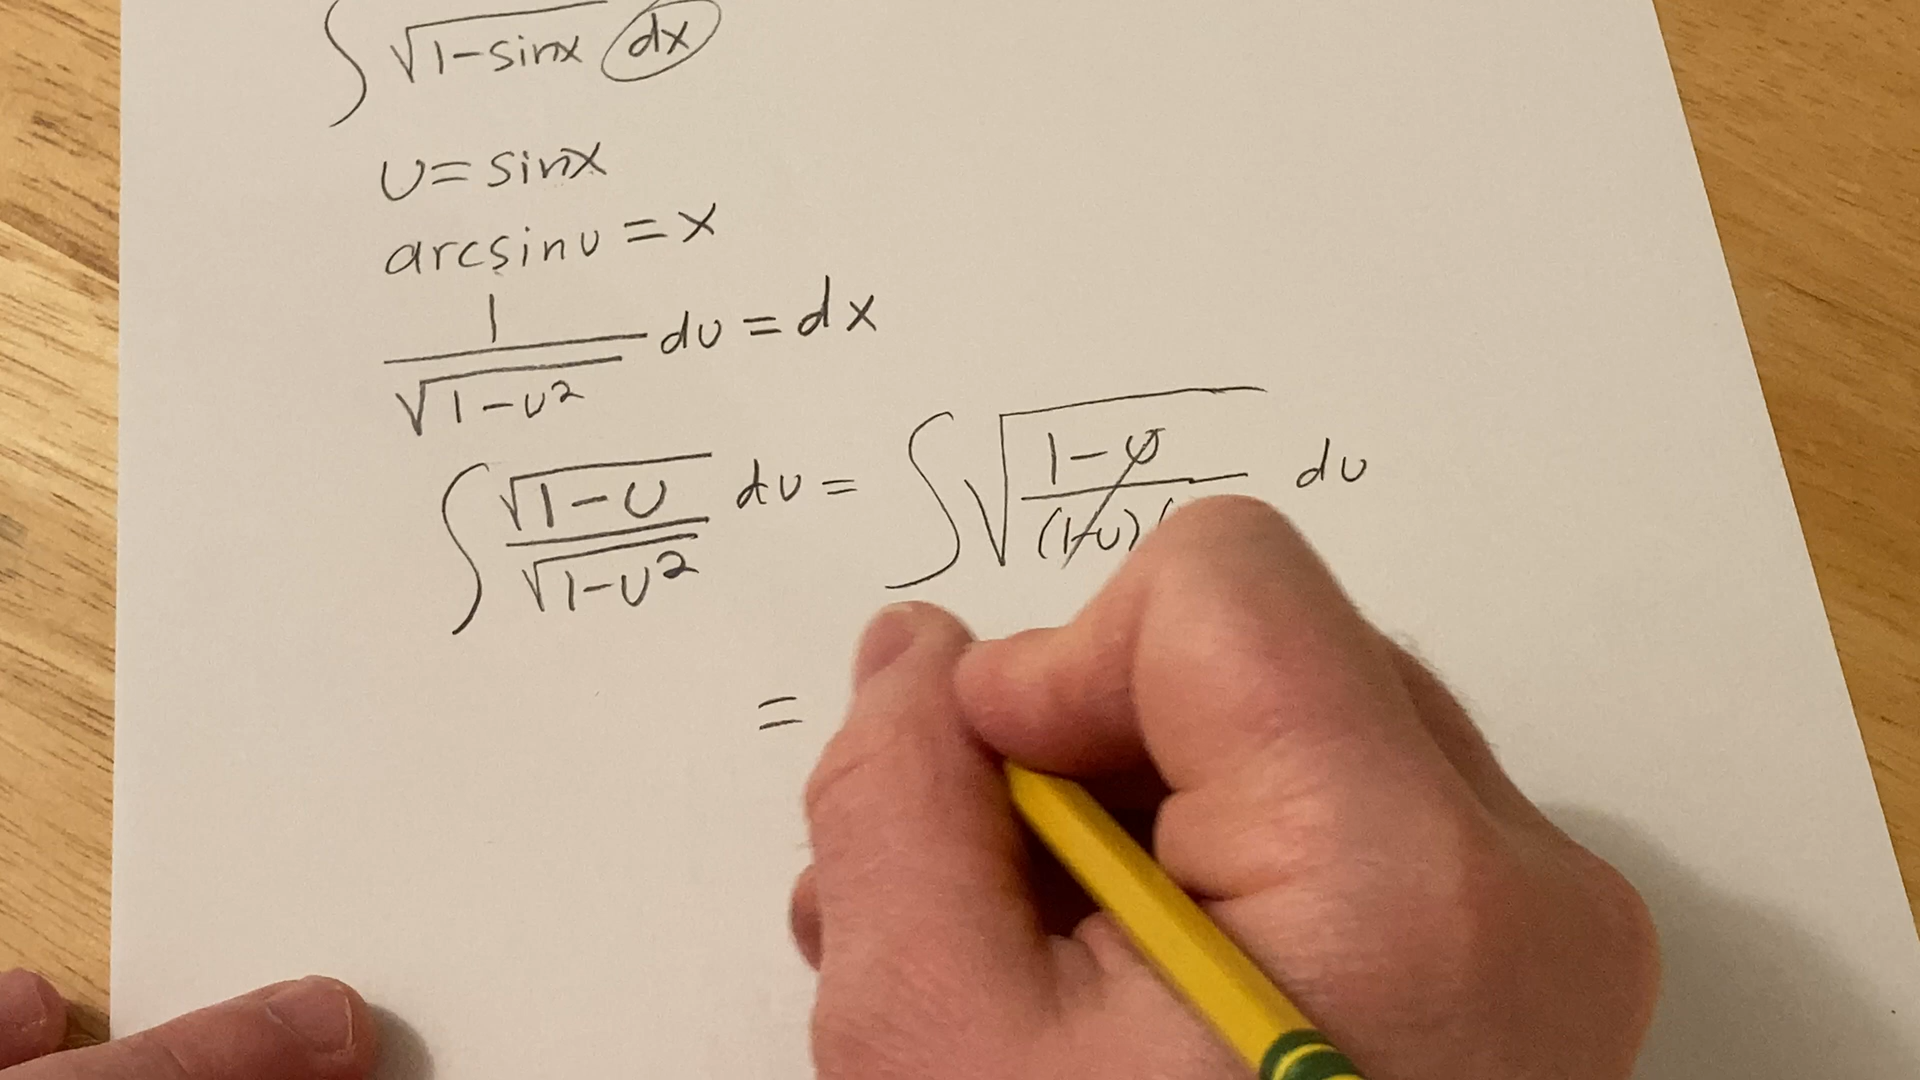 ∫ √1-sinx dx
u = sinx
arcsinu = x
1/√1-u² du = dx
∫ √1-u/√1-u² du = ∫ √1-u/(1-u)( du
=